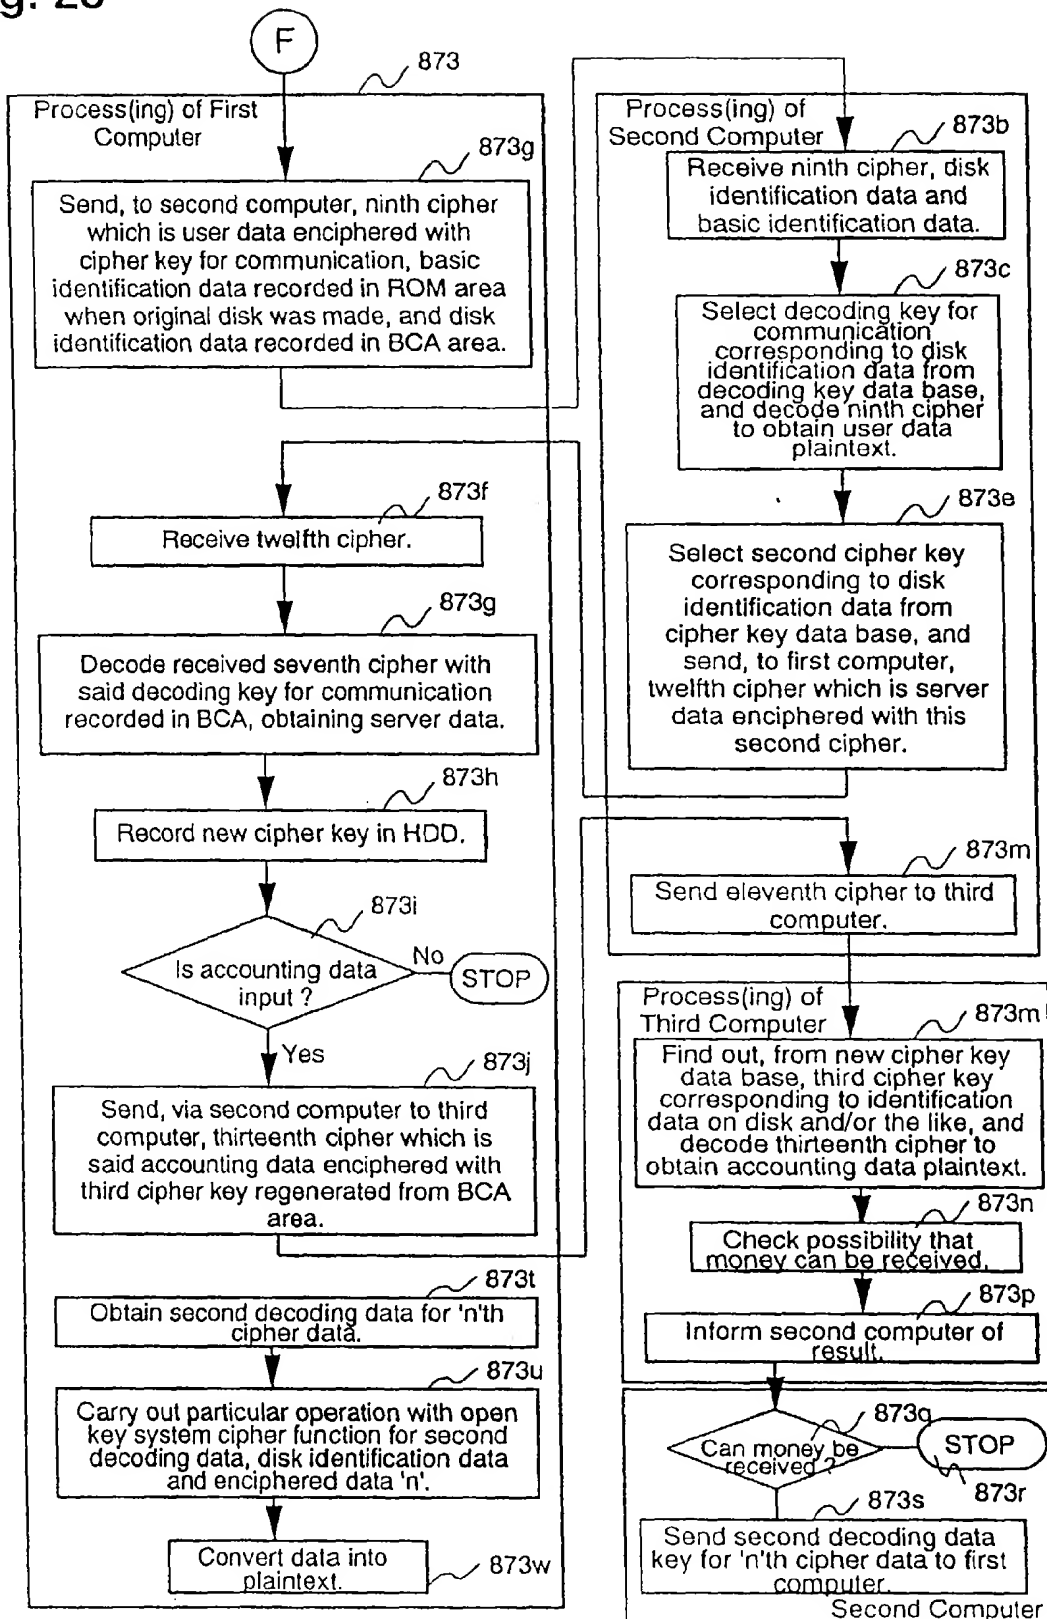 g. 23
F
873
Process(ing) of First
Computer
873g
Send, to second computer, ninth cipher
which is user data enciphered with
cipher key for communication, basic
identification data recorded in ROM area
when original disk was made, and disk
identification data recorded in BCA area.
873f
Receive twelfth cipher.
873g
Decode received seventh cipher with
said decoding key for communication
recorded in BCA, obtaining server data.
873h
Record new cipher key in HDD.
873i
Is accounting data
input ?
No
STOP
Yes
873j
Send, via second computer to third
computer, thirteenth cipher which is
said accounting data enciphered with
third cipher key regenerated from BCA
area.
873t
Obtain second decoding data for 'n'th
cipher data.
873u
Carry out particular operation with open
key system cipher function for second
decoding data, disk identification data
and enciphered data 'n'.
Convert data into
plaintext.
873w
Process(ing) of
Second Computer
873b
Receive ninth cipher, disk
identification data and
basic identification data.
873c
Select decoding key for
communication
corresponding to disk
identification data from
decoding key data base,
and decode ninth cipher
to obtain user data
plaintext.
873e
Select second cipher key
corresponding to disk
identification data from
cipher key data base, and
send, to first computer,
twelfth cipher which is server
data enciphered with this
second cipher.
873m
Send eleventh cipher to third
computer.
Process(ing) of
Third Computer
873m
Find out, from new cipher key
data base, third cipher key
corresponding to identification
data on disk and/or the like, and
decode thirteenth cipher to
obtain accounting data plaintext.
873n
Check possibility that
money can be received.
873p
Inform second computer of
result.
873q
Can money be
received ?
STOP
873r
873s
Send second decoding data
key for 'n'th cipher data to first
computer.
Second Computer